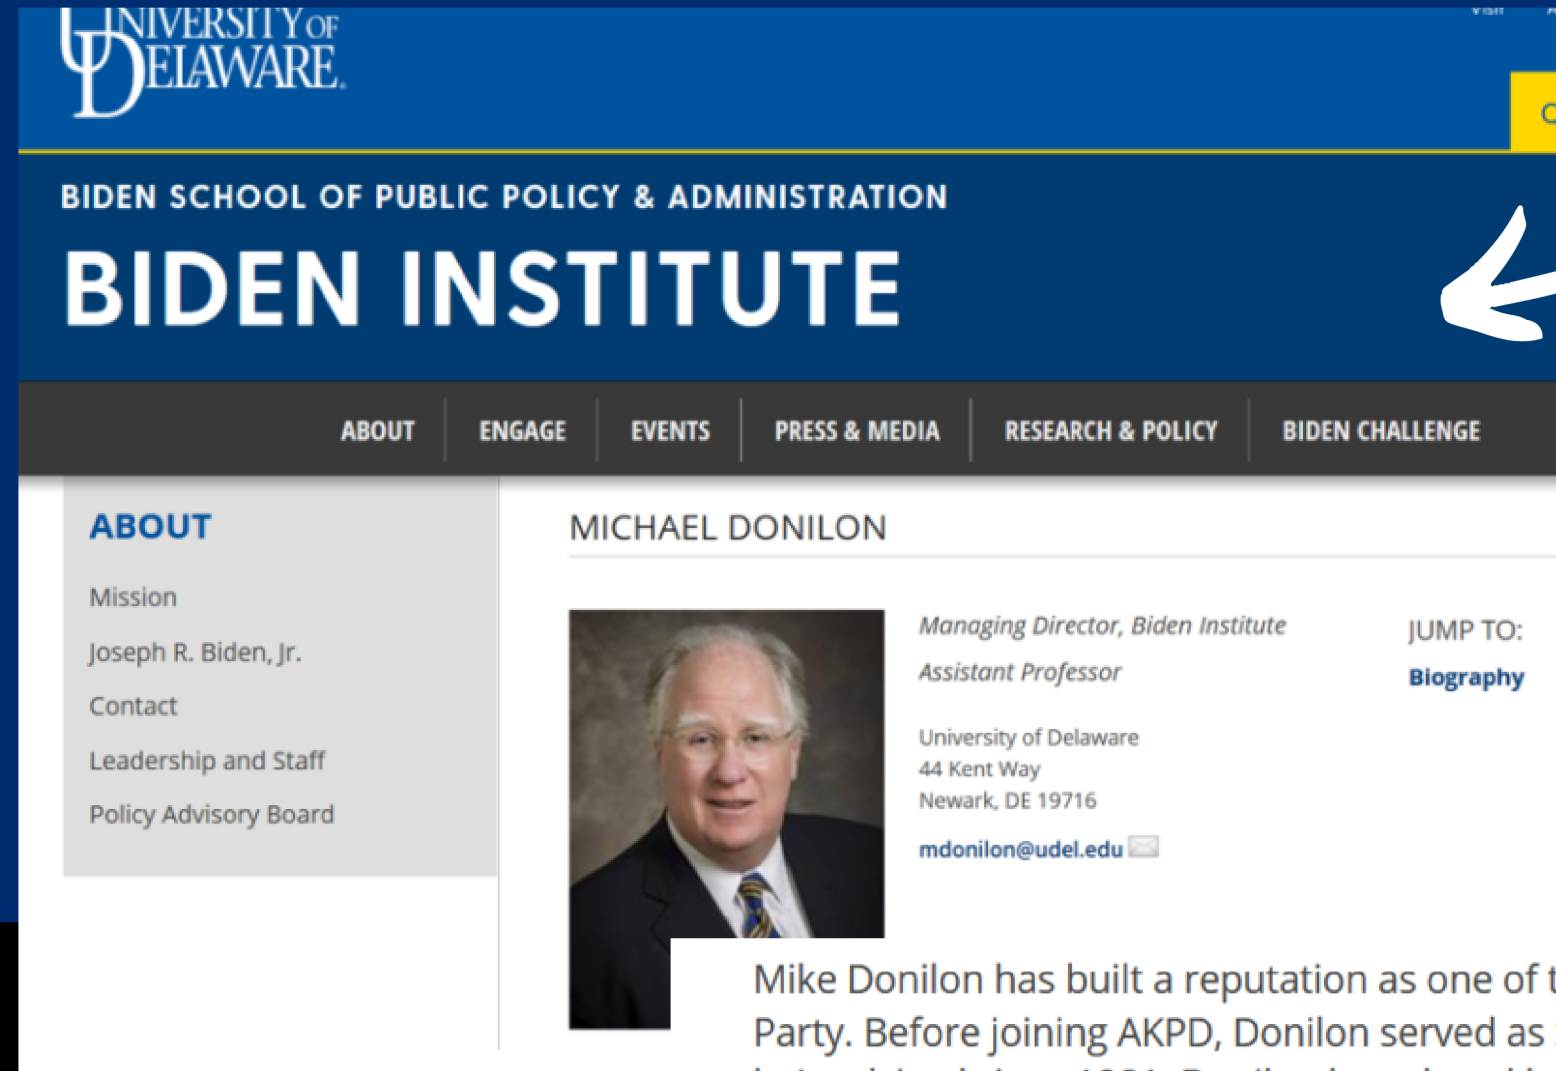 UNIVERSITY OF
DELAWARE.
BIDEN SCHOOL OF PUBLIC POLICY & ADMINISTRATION
BIDEN INSTITUTE
ABOUT ENGAGE EVENTS PRESS & MEDIA RESEARCH & POLICY BIDEN CHALLENGE
ABOUT
Mission
Joseph R. Biden, Jr.
Contact
Leadership and Staff
Policy Advisory Board
MICHAEL DONILON
Managing Director, Biden Institute
Assistant Professor
University of Delaware
44 Kent Way
Newark, DE 19716
mdonilon@udel.edu
JUMP TO:
Biography
Mike Donilon has built a reputation as one of
Party. Before joining AKPD, Donilon served as